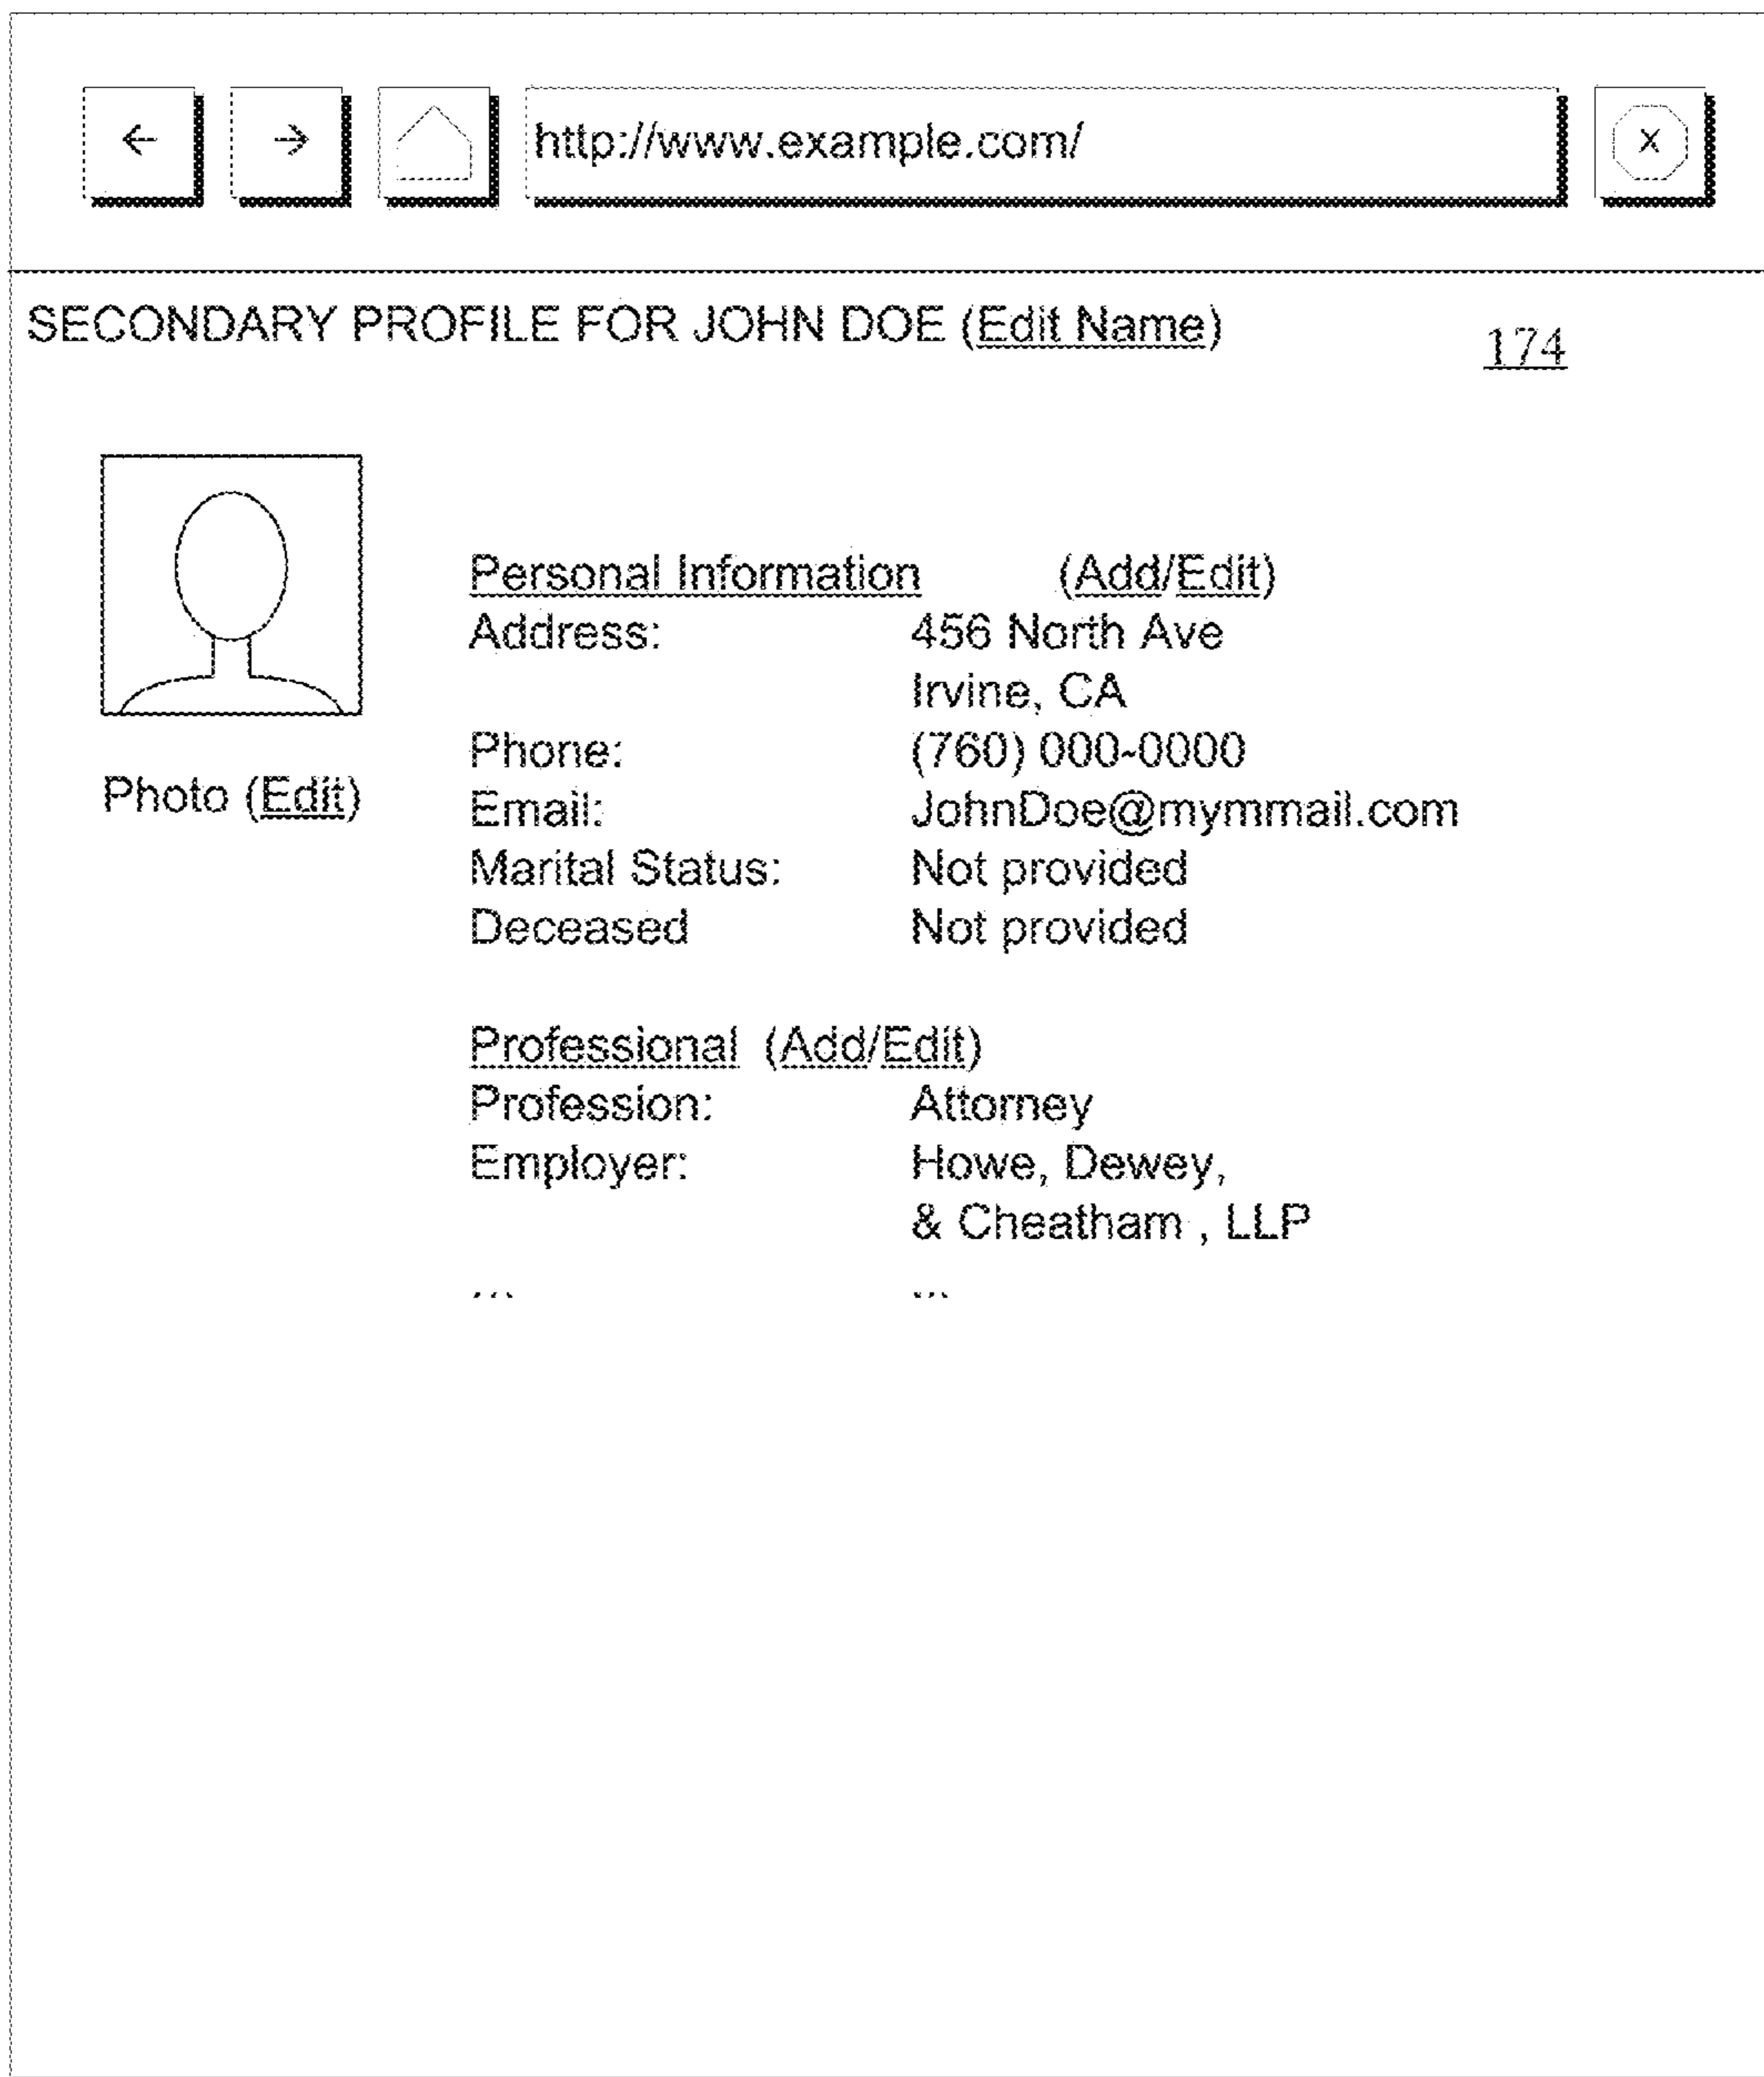 ← → http://www.example.com/ X
SECONDARY PROFILE FOR JOHN DOE (Edit Name)
174
Personal Information (Add/Edit)
Address: 456 North Ave
Irvine, CA
Phone: (760) 000-0000
Photo (Edit)
Email: JohnDoe@mymmail.com
Marital Status: Not provided
Deceased Not provided
Professional (Add/Edit)
Profession: Attorney
Employer: Howe, Dewey,
& Cheatham , LLP